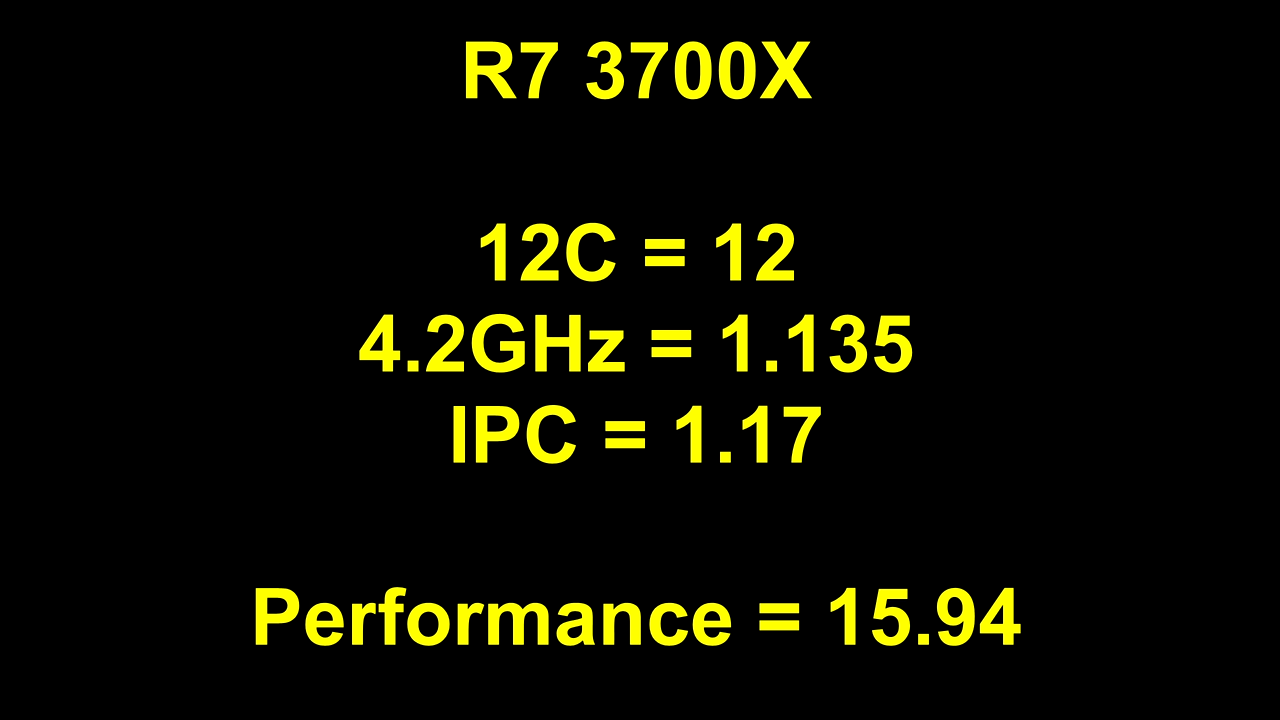 R7 3700X
12C = 12
4.2GHz = 1.135
IPC = 1.17
Performance = 15.94